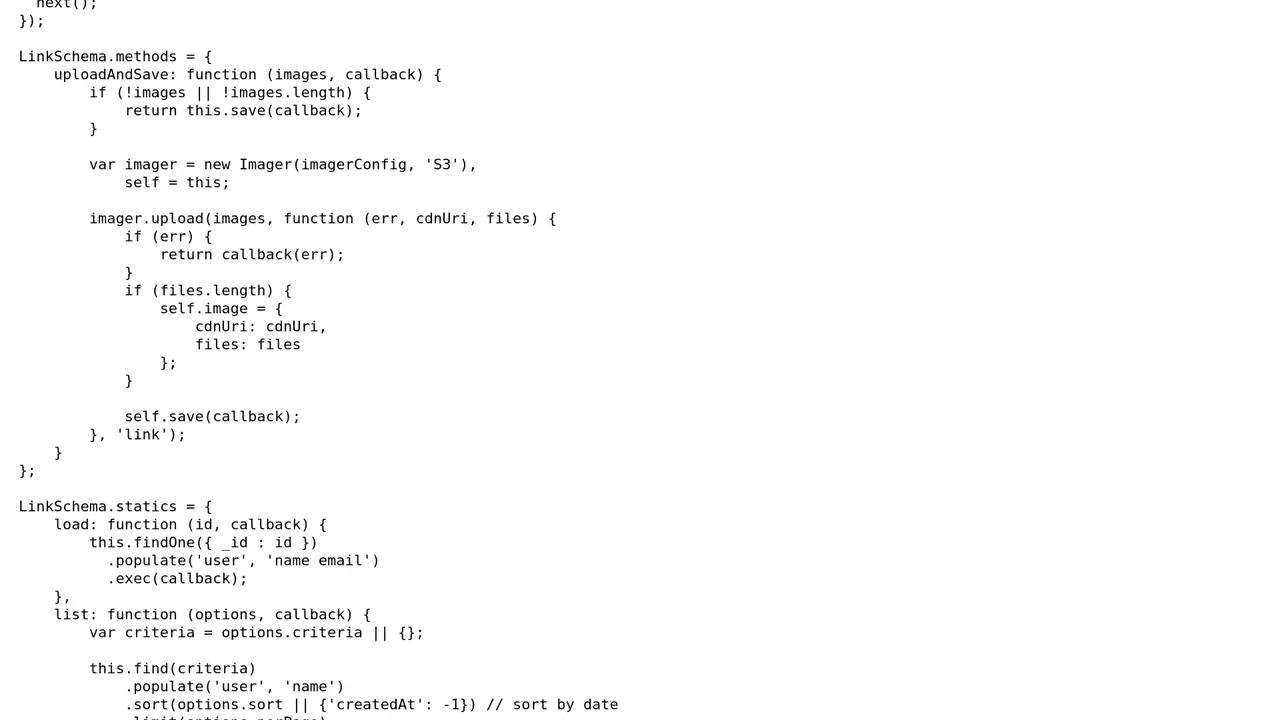 next();
});

LinkSchema.methods = {
    uploadAndSave: function (images, callback) {
        if (!images || !images.length) {
            return this.save(callback);
        }

        var imager = new Imager(imagerConfig, 'S3'),
            self = this;

        imager.upload(images, function (err, cdnUri, files) {
            if (err) {
                return callback(err);
            }
            if (files.length) {
                self.image = {
                    cdnUri: cdnUri,
                    files: files
                };
            }

            self.save(callback);
        }, 'link');
    }
};

LinkSchema.statics = {
    load: function (id, callback) {
        this.findOne({ _id : id })
          .populate('user', 'name email')
          .exec(callback);
    },
    list: function (options, callback) {
        var criteria = options.criteria || {};

        this.find(criteria)
            .populate('user', 'name')
            .sort(options.sort || {'createdAt': -1}) // sort by date
            .limit(options.perPage)